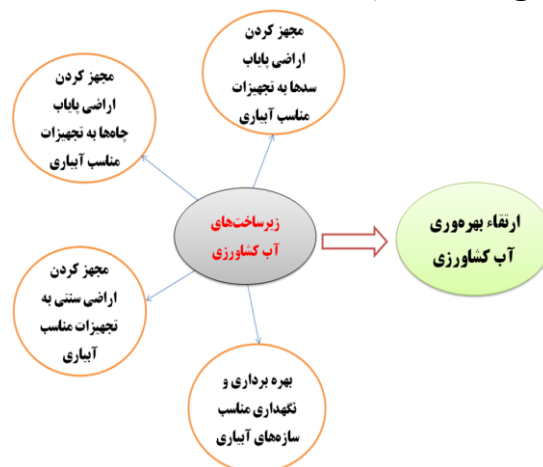 مجهز کردن
اراضی پایاب
سدها به تجهیزات
مناسب آبیاری
مجهز کردن
اراضی پایاب
چاه‌ها به تجهیزات
مناسب آبیاری
زیرساخت‌های
آب کشاورزی
ارتقاء بهره‌وری
آب کشاورزی
مجهز کردن
اراضی سنتی به
تجهیزات مناسب
آبیاری
بهره برداری و
نگهداری مناسب
سازه‌های آبیاری